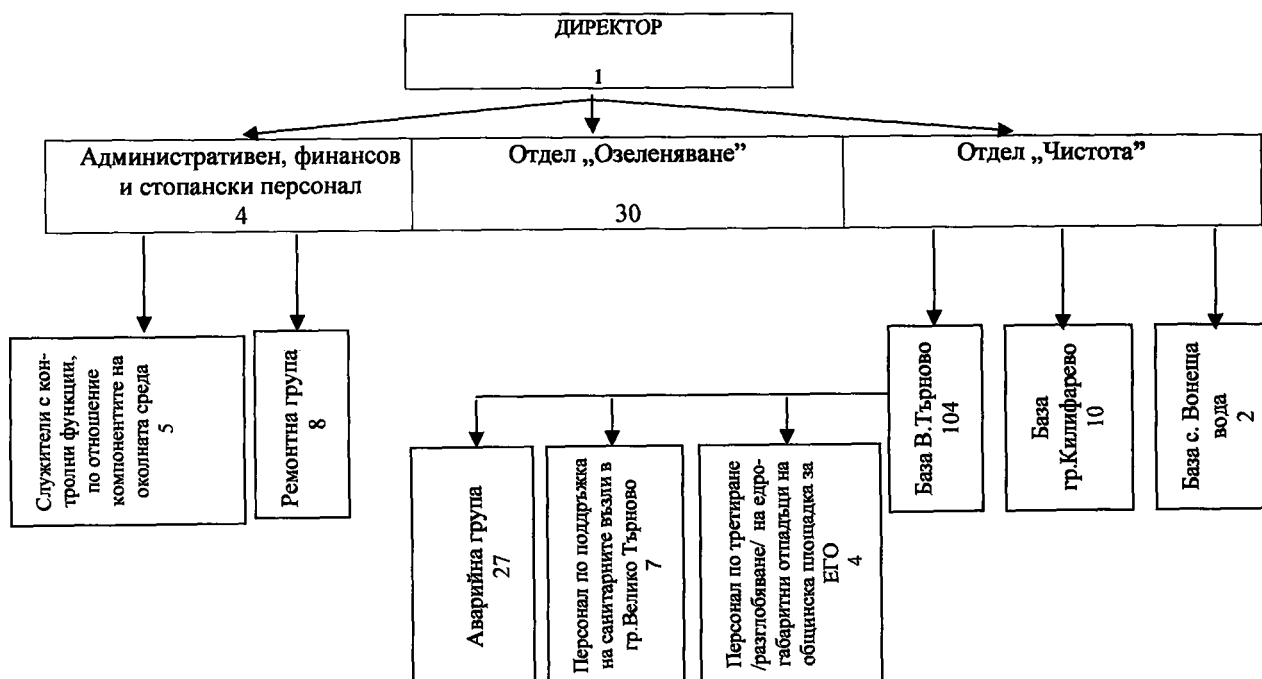 ДИРЕКТОР
1
Административен, финансов
и стопански персонал
4
Отдел „Озеленяване”
30
Отдел „Чистота”
Служители с кон-
тролни функции,
по отношение
компонентите на
околната среда
5
Ремонтна група
8
База В.Търново
104
База
гр.Килифарево
10
База с. Вонеща
вода
2
Аварийна група
27
Персонал по поддръжка
на санитарните възли в
гр.Велико Търново
7
Персонал по третиране
/разглобяване/ на едро-
габаритни отпадъци на
общинска площадка за
ЕГО
4